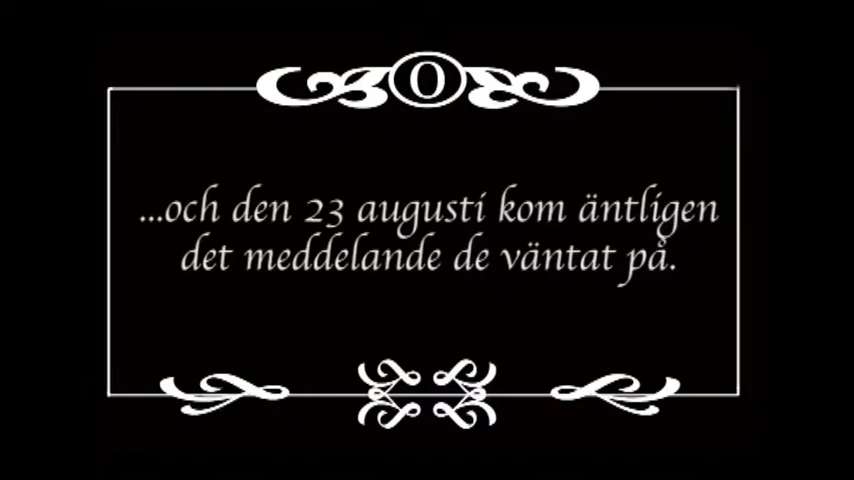 O
...och den 23 augusti kom äntligen
det meddelande de väntat på.